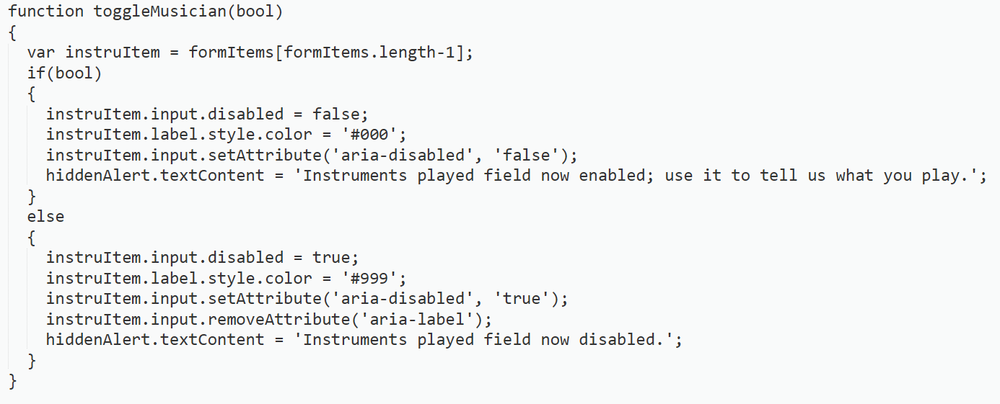 function toggleMusician(bool)
{
  var instruItem = formItems[formItems.length-1];
  if(bool)
  {
    instruItem.input.disabled = false;
    instruItem.label.style.color = '#000';
    instruItem.input.setAttribute('aria-disabled', 'false');
    hiddenAlert.textContent = 'Instruments played field now enabled; use it to tell us what you play.';
  }
  else
  {
    instruItem.input.disabled = true;
    instruItem.label.style.color = '#999';
    instruItem.input.setAttribute('aria-disabled', 'true');
    instruItem.input.removeAttribute('aria-label');
    hiddenAlert.textContent = 'Instruments played field now disabled.';
  }
}